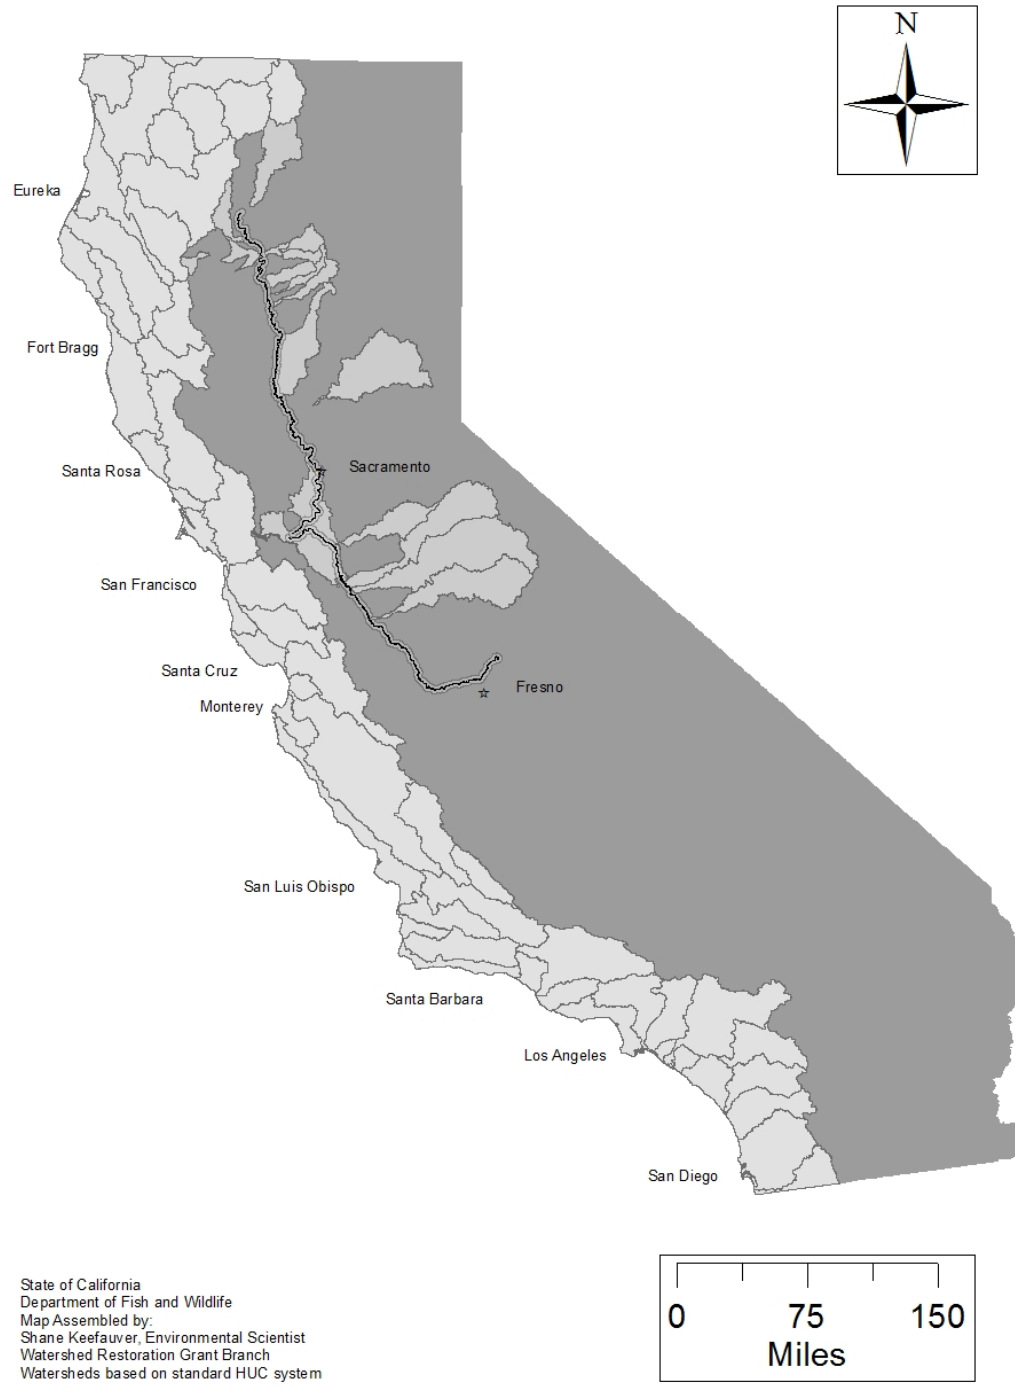 N
Eureka
Fort Bragg
Santa Rosa
Sacramento
San Francisco
Santa Cruz
Fresno
Monterey
San Luis Obispo
Santa Barbara
Los Angeles
San Diego
State of California
Department of Fish and Wildlife
Map Assembled by:
Shane Keefauver, Environmental Scientist
Watershed Restoration Grant Branch
Watersheds based on standard HUC system
0 75 150
Miles